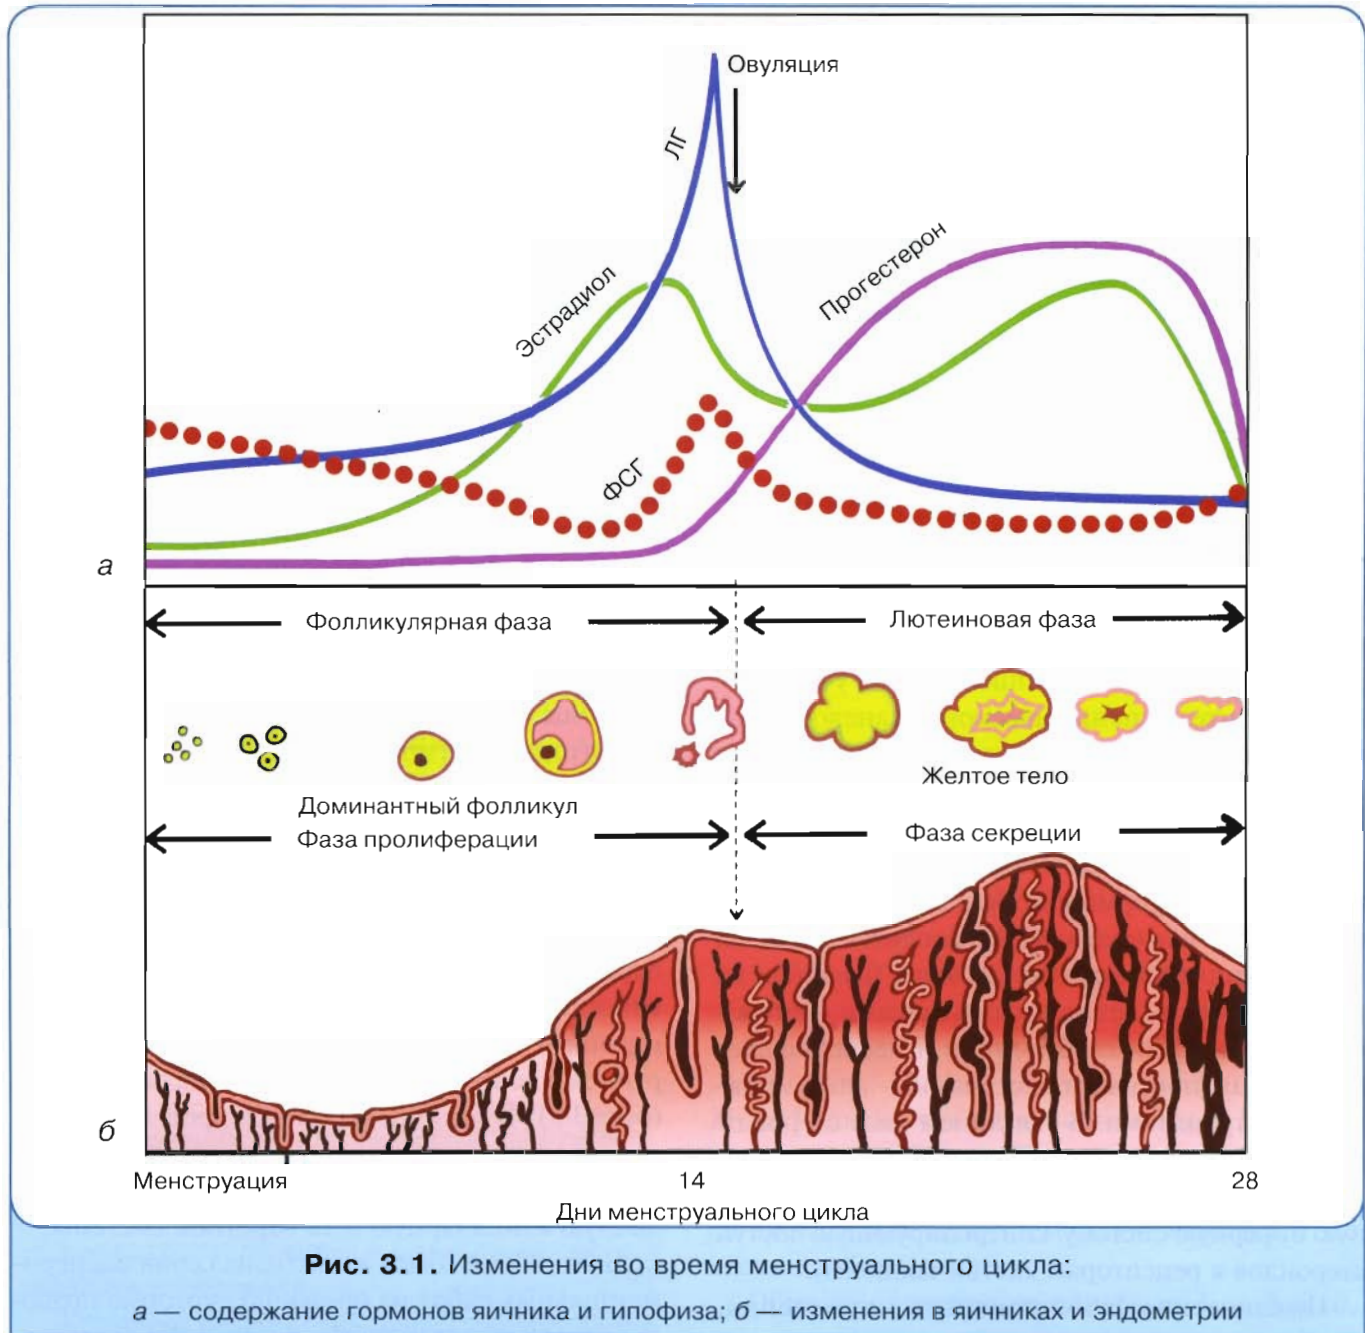 Овуляция
ЛГ
Эстрадиол
Прогестерон
ФСГ
а
Фолликулярная фаза
Лютеиновая фаза
Желтое тело
Доминантный фолликул
Фаза пролиферации
Фаза секреции
б
Менструация
14
28
Дни менструального цикла
Рис. 3.1. Изменения во время менструального цикла:
а — содержание гормонов яичника и гипофиза; б — изменения в яичниках и эндометрии